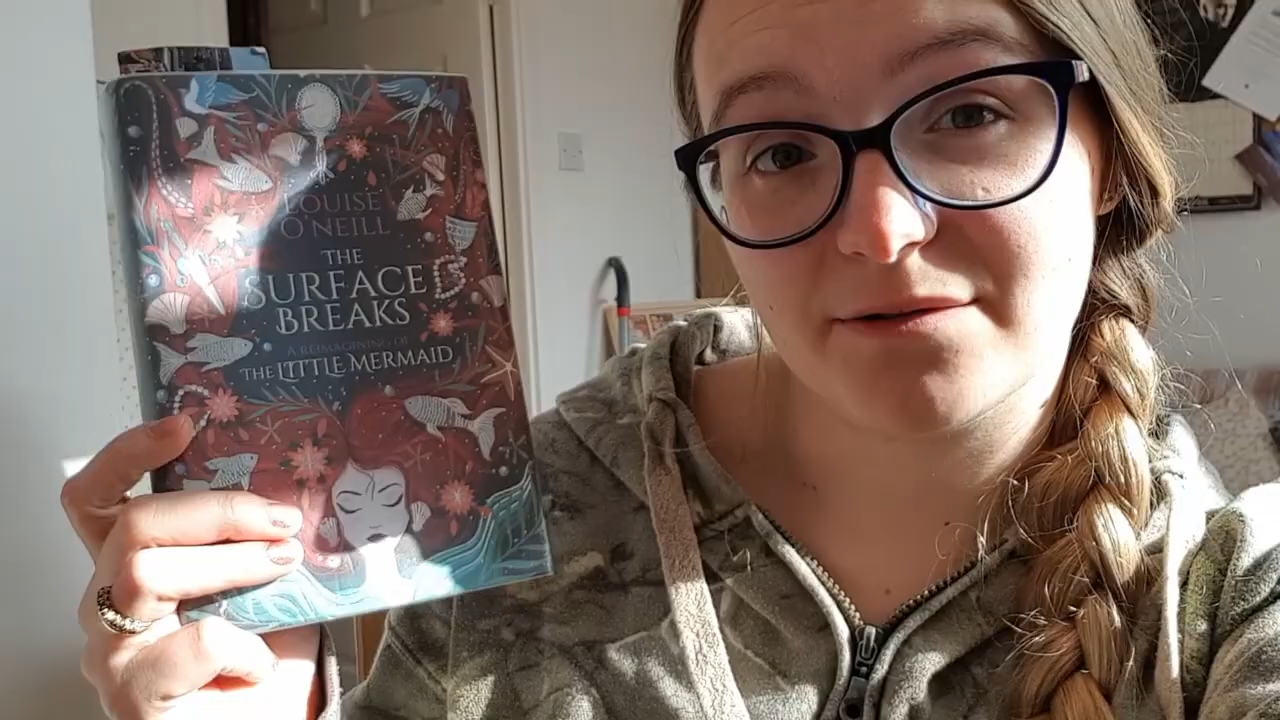 LOUISE
O'NEILL
THE
SURFACE
BREAKS
A REIMAGINING OF
THE LITTLE MERMAID